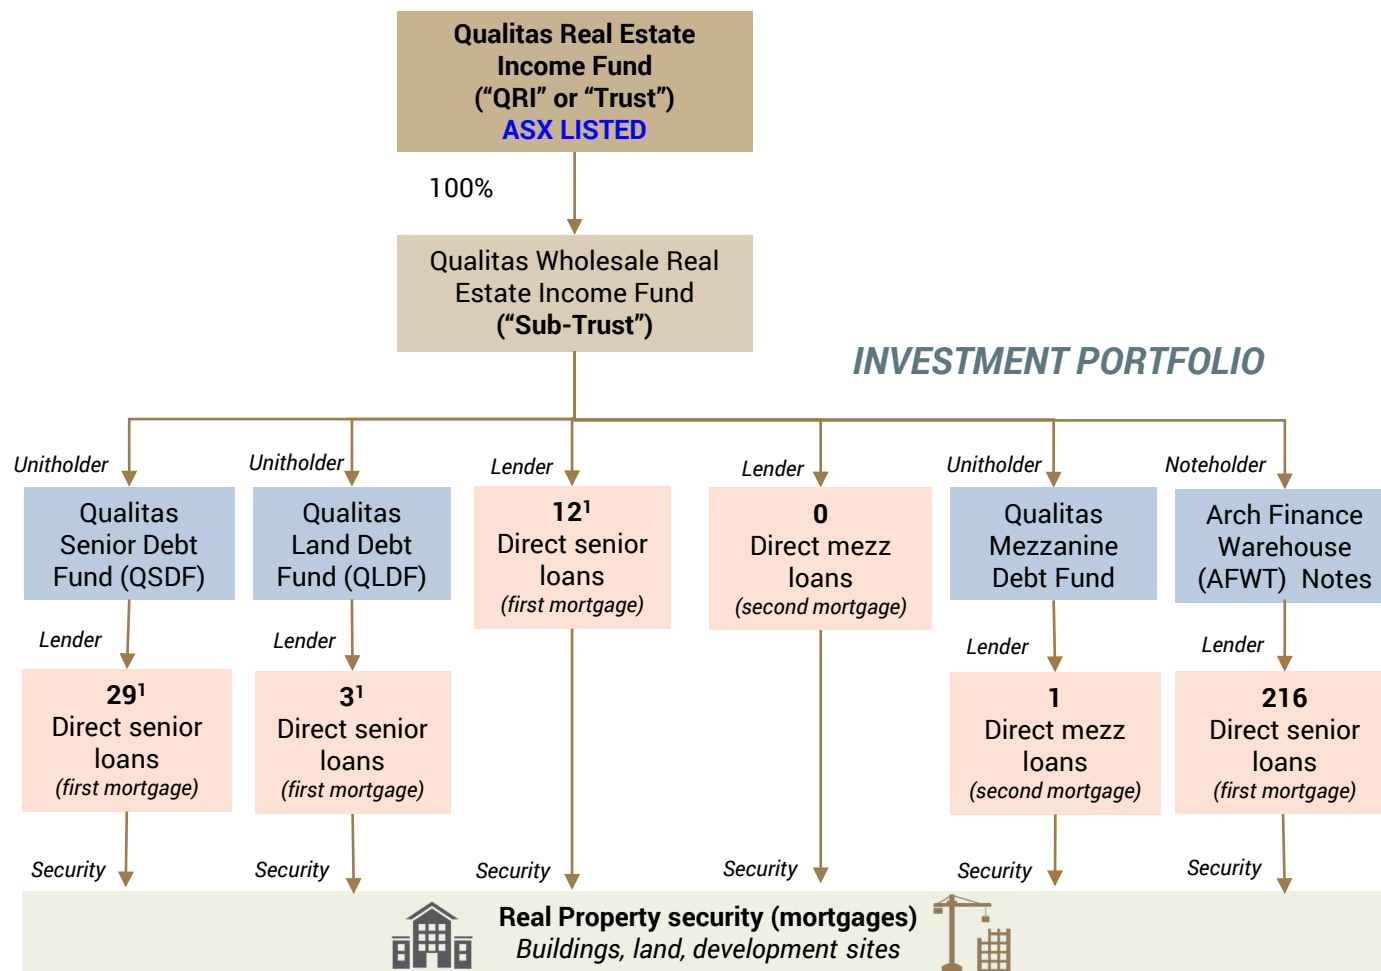 Qualitas Real Estate
Income Fund
(“QRI” or “Trust”)
ASX LISTED
100%
Qualitas Wholesale Real
Estate Income Fund
(“Sub-Trust”)
INVESTMENT PORTFOLIO
Unitholder
Qualitas
Senior Debt
Fund (QSDF)
Lender
29¹
Direct senior
loans
(first mortgage)
Security
Unitholder
Qualitas
Land Debt
Fund (QLDF)
Lender
3¹
Direct senior
loans
(first mortgage)
Security
Lender
12¹
Direct senior
loans
(first mortgage)
Security
Lender
0
Direct mezz
loans
(second mortgage)
Security
Unitholder
Qualitas
Mezzanine
Debt Fund
Lender
1
Direct mezz
loans
(second mortgage)
Security
Noteholder
Arch Finance
Warehouse
(AFWT) Notes
Lender
216
Direct senior
loans
(first mortgage)
Security
Real Property security (mortgages)
Buildings, land, development sites